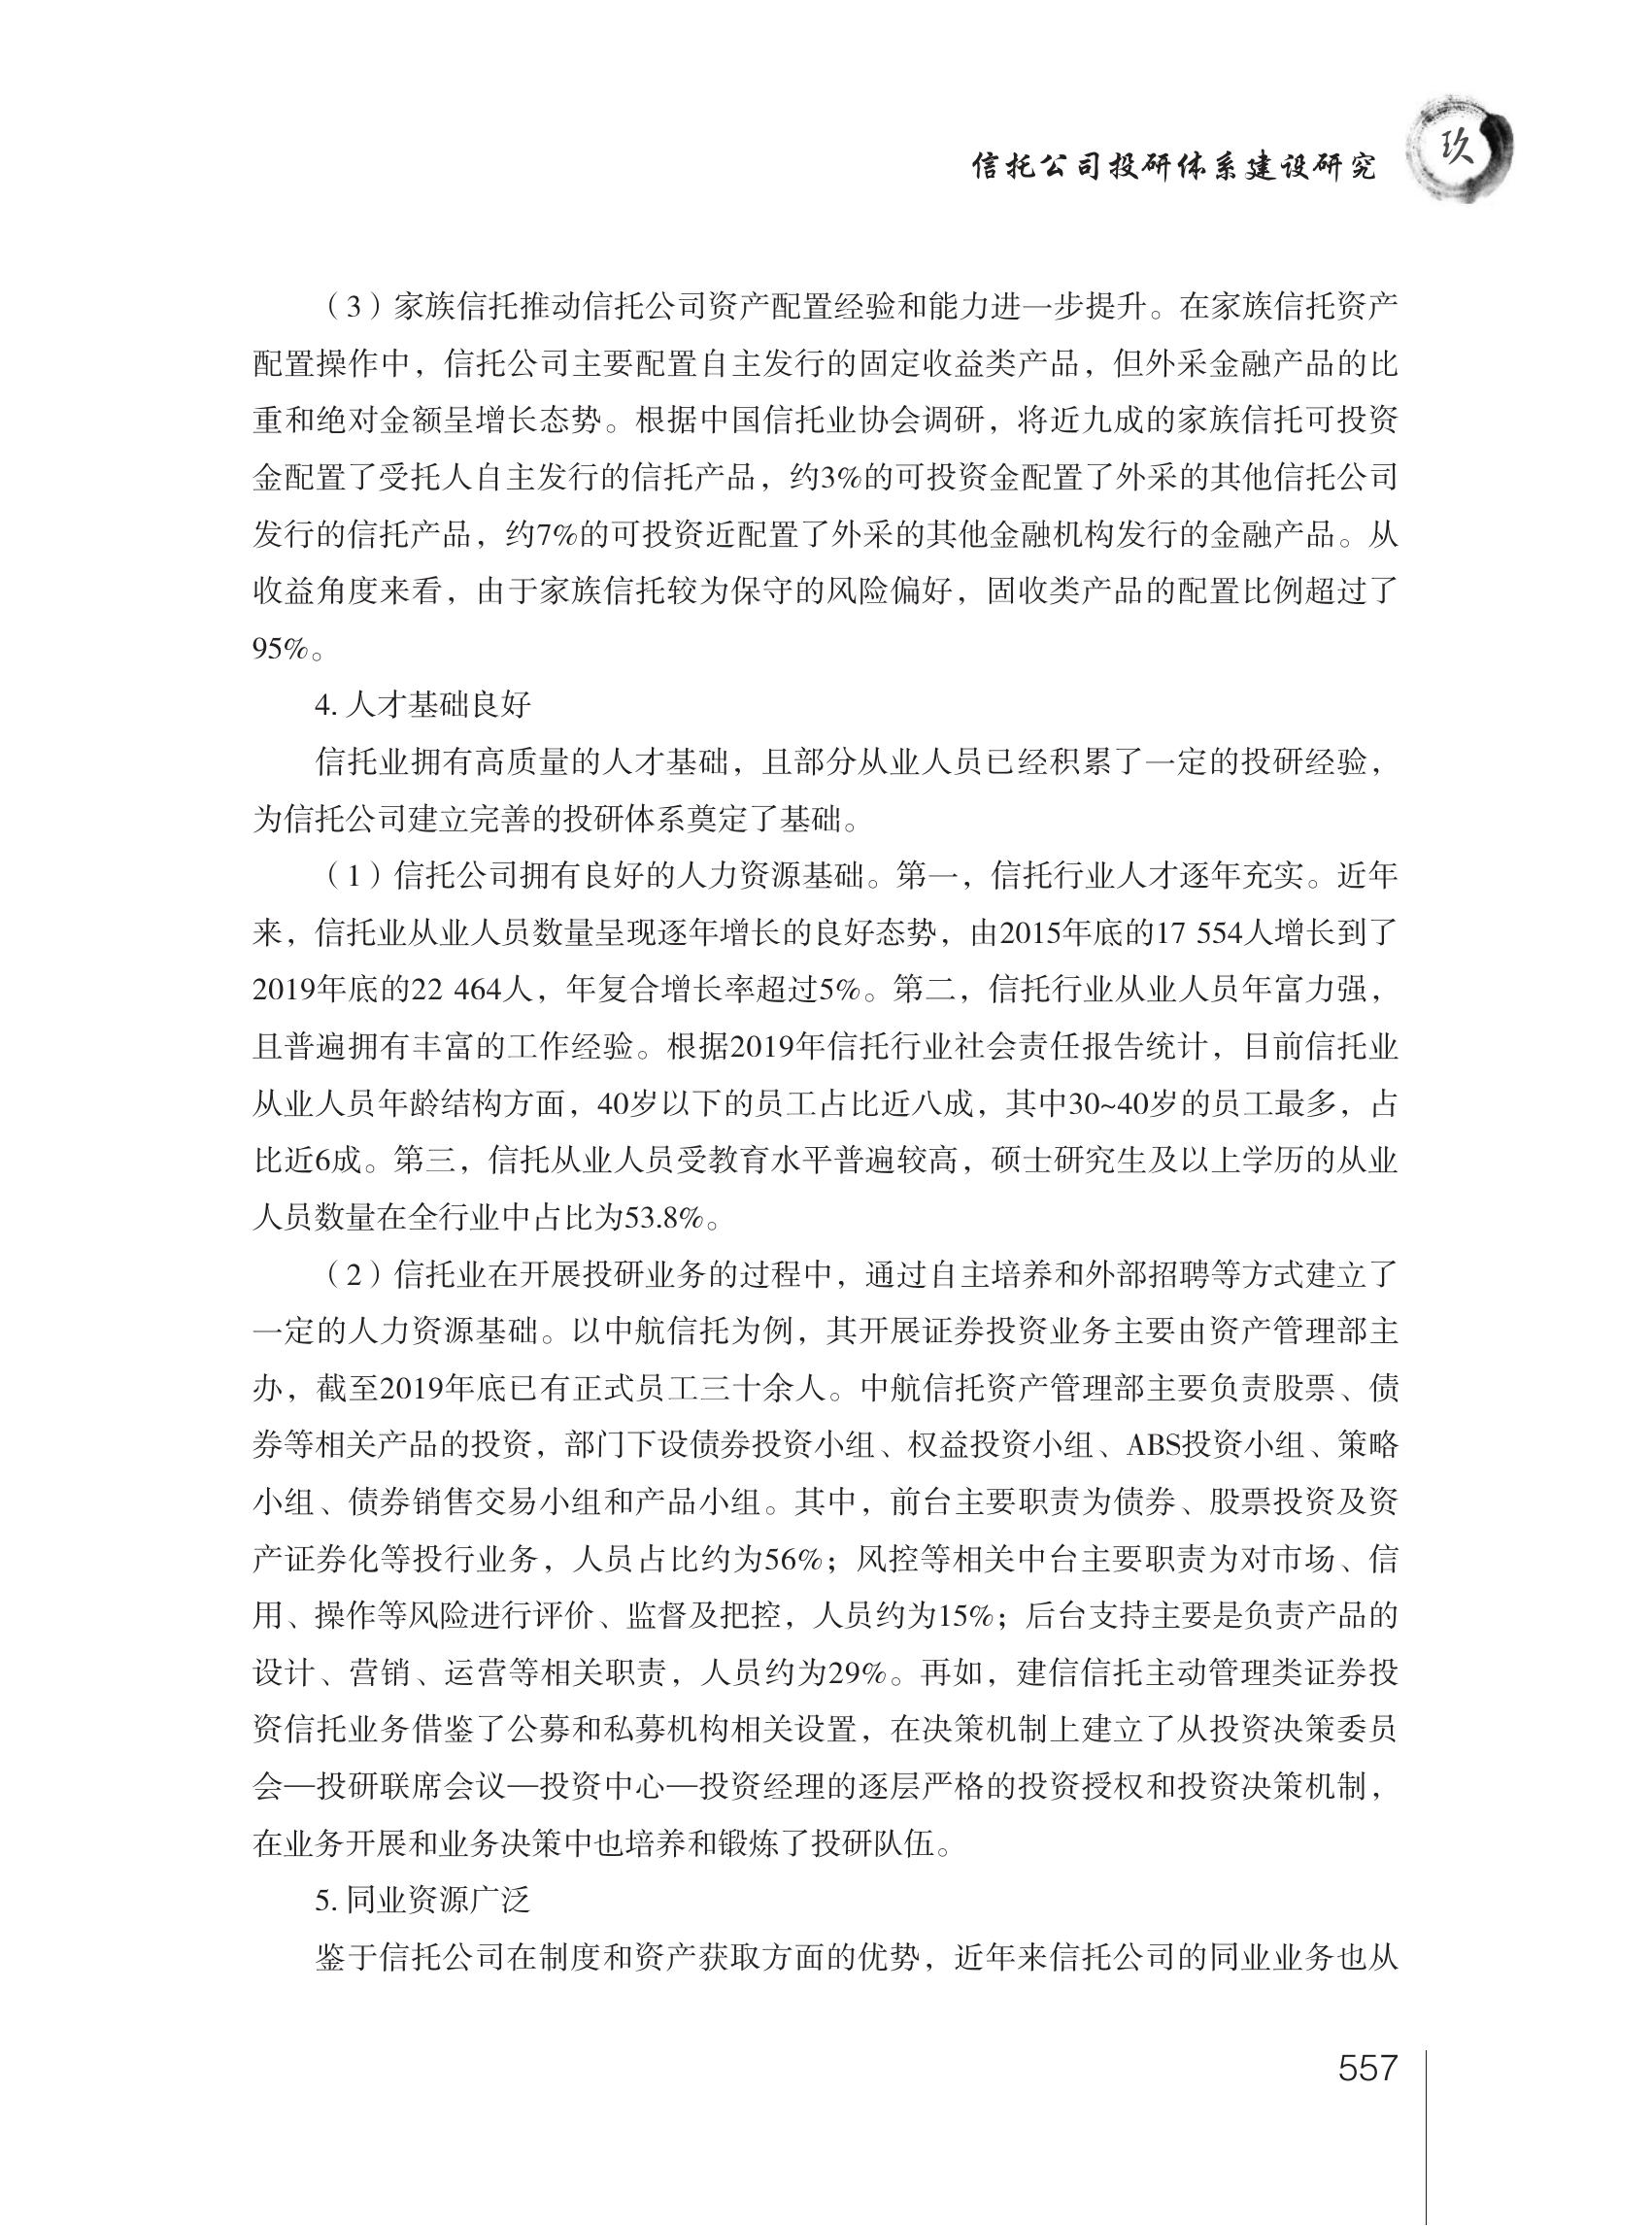 信托公司投研体系建设研究
玖
（3）家族信托推动信托公司资产配置经验和能力进一步提升。在家族信托资产
配置操作中，信托公司主要配置自主发行的固定收益类产品，但外采金融产品的比
重和绝对金额呈增长态势。根据中国信托业协会调研，将近九成的家族信托可投资
金配置了受托人自主发行的信托产品，约3%的可投资金配置了外采的其他信托公司
发行的信托产品，约7%的可投资近配置了外采的其他金融机构发行的金融产品。从
收益角度来看，由于家族信托较为保守的风险偏好，固收类产品的配置比例超过了
95%。
4. 人才基础良好
信托业拥有高质量的人才基础，且部分从业人员已经积累了一定的投研经验，
为信托公司建立完善的投研体系奠定了基础。
（1）信托公司拥有良好的人力资源基础。第一，信托行业人才逐年充实。近年
来，信托业从业人员数量呈现逐年增长的良好态势，由2015年底的17 554人增长到了
2019年底的22 464人，年复合增长率超过5%。第二，信托行业从业人员年富力强，
且普遍拥有丰富的工作经验。根据2019年信托行业社会责任报告统计，目前信托业
从业人员年龄结构方面，40岁以下的员工占比近八成，其中30~40岁的员工最多，占
比近6成。第三，信托从业人员受教育水平普遍较高，硕士研究生及以上学历的从业
人员数量在全行业中占比为53.8%。
（2）信托业在开展投研业务的过程中，通过自主培养和外部招聘等方式建立了
一定的人力资源基础。以中航信托为例，其开展证券投资业务主要由资产管理部主
办，截至2019年底已有正式员工三十余人。中航信托资产管理部主要负责股票、债
券等相关产品的投资，部门下设债券投资小组、权益投资小组、ABS投资小组、策略
小组、债券销售交易小组和产品小组。其中，前台主要职责为债券、股票投资及资
产证券化等投行业务，人员占比约为56%；风控等相关中台主要职责为对市场、信
用、操作等风险进行评价、监督及把控，人员约为15%；后台支持主要是负责产品的
设计、营销、运营等相关职责，人员约为29%。再如，建信信托主动管理类证券投
资信托业务借鉴了公募和私募机构相关设置，在决策机制上建立了从投资决策委员
会—投研联席会议—投资中心—投资经理的逐层严格的投资授权和投资决策机制，
在业务开展和业务决策中也培养和锻炼了投研队伍。
5. 同业资源广泛
鉴于信托公司在制度和资产获取方面的优势，近年来信托公司的同业业务也从
557